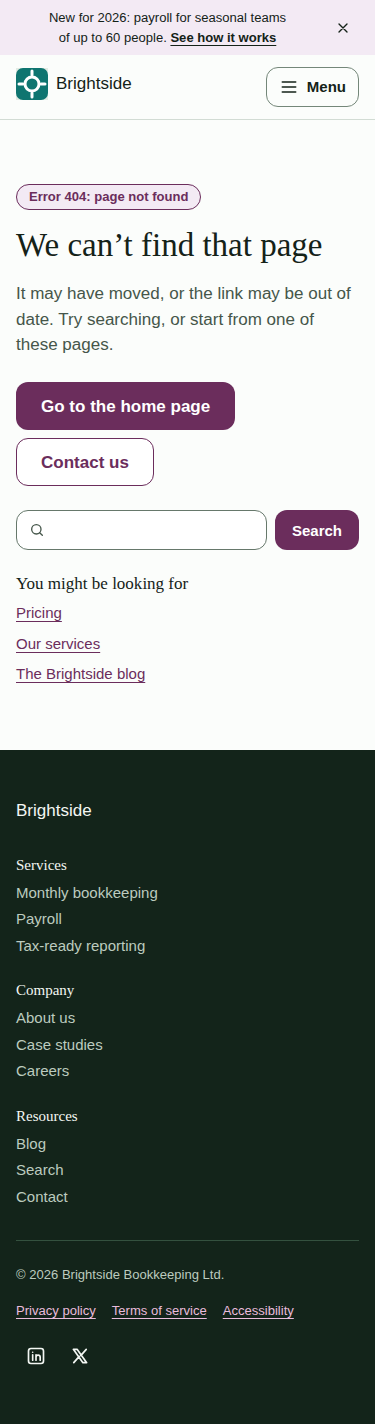 New for 2026: payroll for seasonal teams
of up to 60 people. See how it works
Brightside
Menu
Error 404: page not found
We can’t find that page
It may have moved, or the link may be out of
date. Try searching, or start from one of
these pages.
Go to the home page
Contact us
Search
You might be looking for
Pricing
Our services
The Brightside blog
Brightside
Services
Monthly bookkeeping
Payroll
Tax-ready reporting
Company
About us
Case studies
Careers
Resources
Blog
Search
Contact
© 2026 Brightside Bookkeeping Ltd.
Privacy policy Terms of service Accessibility